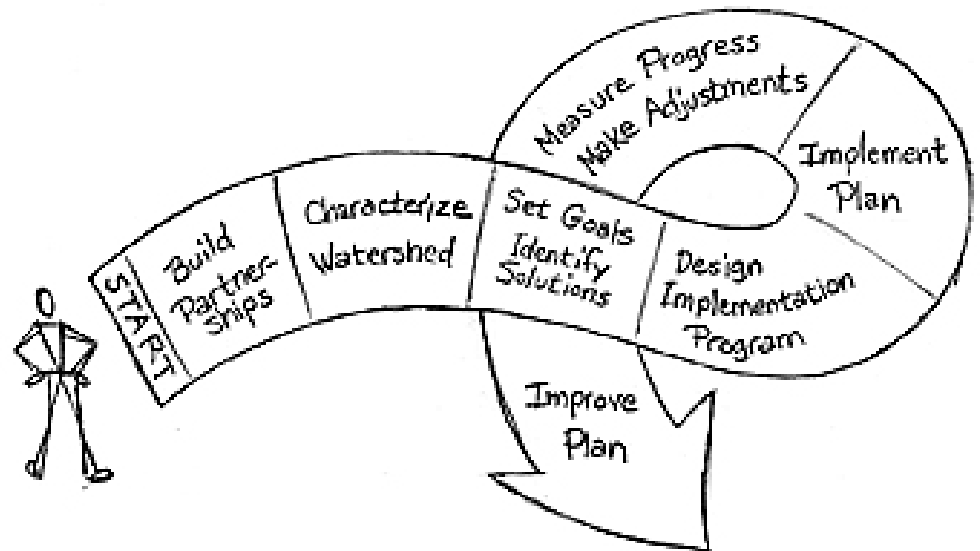 START
Build
Partner-
ships
Characterize
Watershed
Set Goals
Identify
Solutions
Design
Implementation
Program
Implement
Plan
Measure Progress
Make Adjustments
Improve
Plan